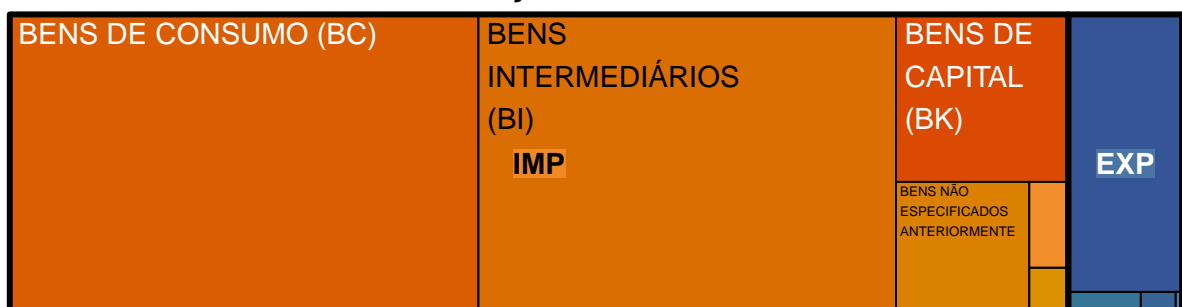 BENS DE CONSUMO (BC)
BENS
INTERMEDIÁRIOS
(BI)
IMP
BENS DE
CAPITAL
(BK)
BENS NÃO
ESPECIFICADOS
ANTERIORMENTE
EXP